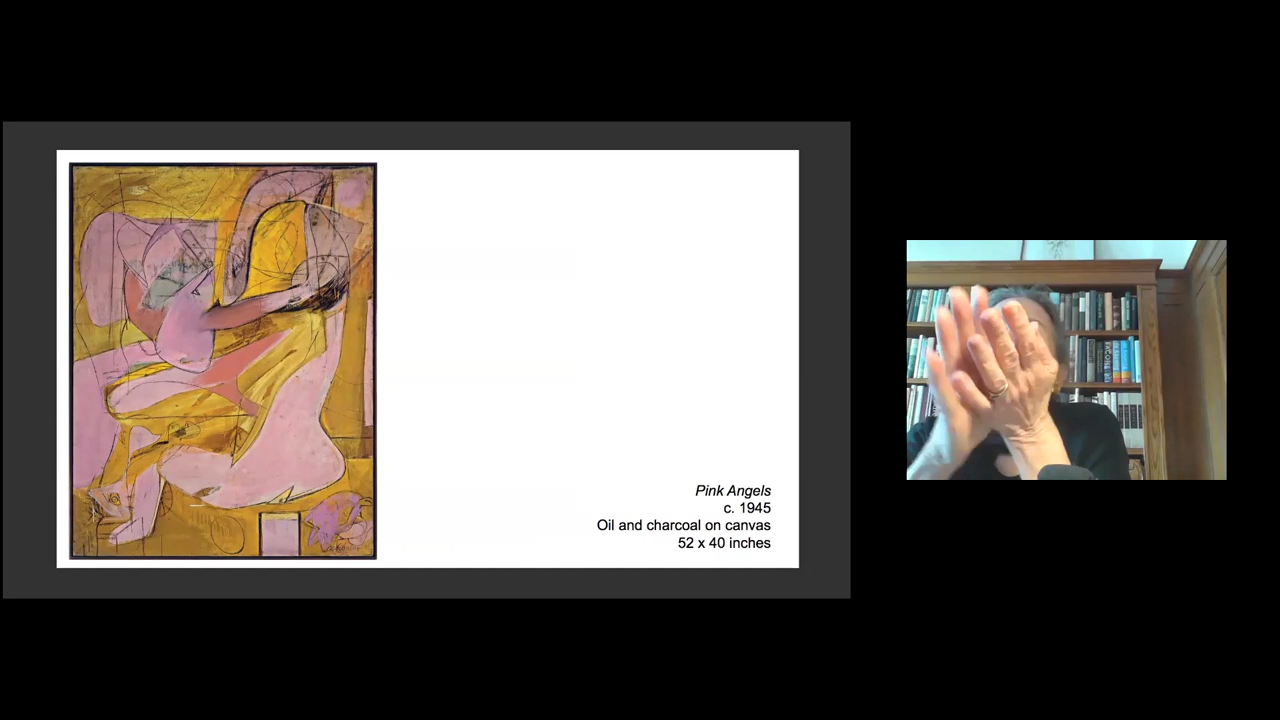 Pink Angels
c. 1945
Oil and charcoal on canvas
52 x 40 inches